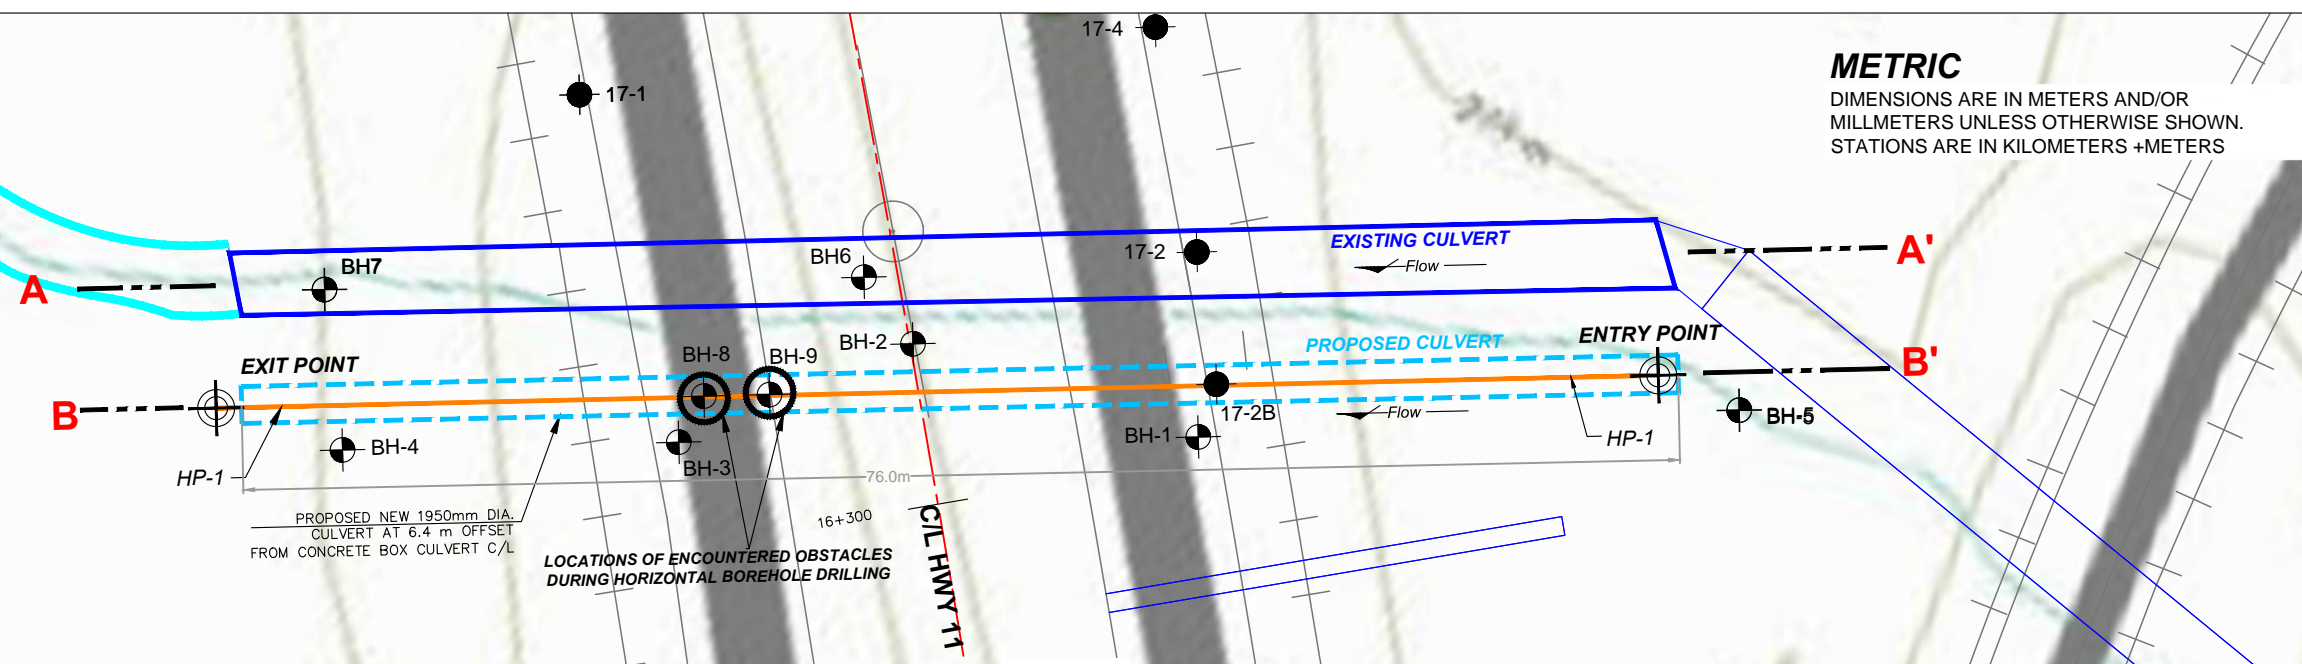 17-4
METRIC
DIMENSIONS ARE IN METERS AND/OR
MILLMETERS UNLESS OTHERWISE SHOWN.
STATIONS ARE IN KILOMETERS +METERS
17-1
A
BH7
BH6
17-2
EXISTING CULVERT
Flow
A'
EXIT POINT
BH-8
BH-9
BH-2
PROPOSED CULVERT
ENTRY POINT
B
B'
HP-1
BH-4
BH-3
BH-1
17-2B
Flow
HP-1
BH-5
76.0m
PROPOSED NEW 1950mm DIA.
CULVERT AT 6.4 m OFFSET
FROM CONCRETE BOX CULVERT C/L
16+300
C/L HWY 11
LOCATIONS OF ENCOUNTERED OBSTACLES
DURING HORIZONTAL BOREHOLE DRILLING